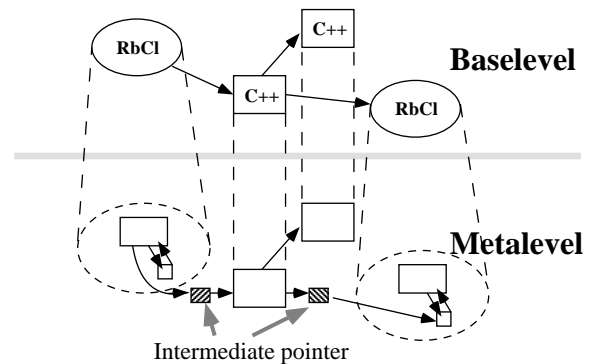 C++
RbCl
Baselevel
C++
RbCl
Metalevel
Intermediate pointer